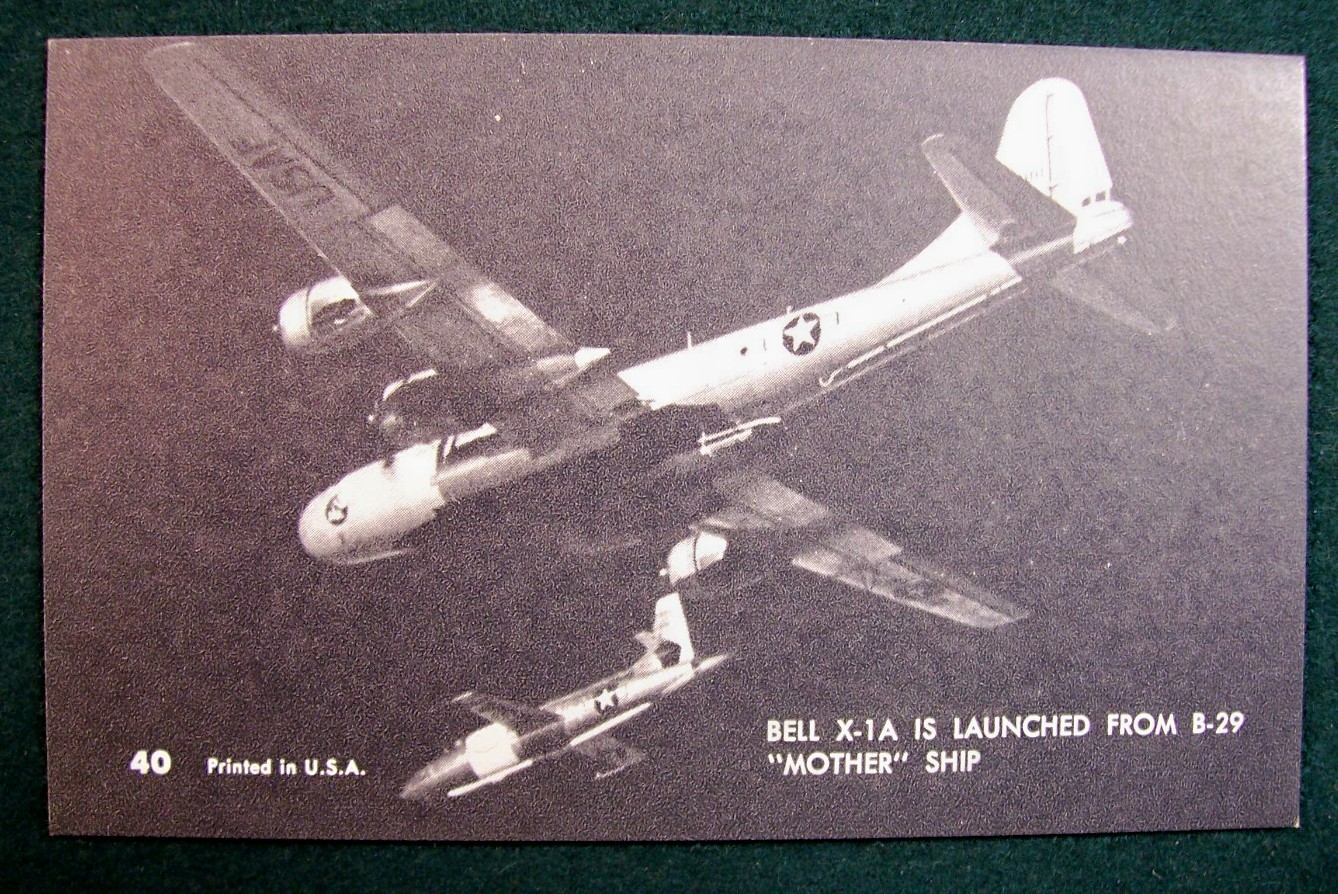 USAF
BELL X-1A IS LAUNCHED FROM B-29
"MOTHER" SHIP
40 Printed in U.S.A.